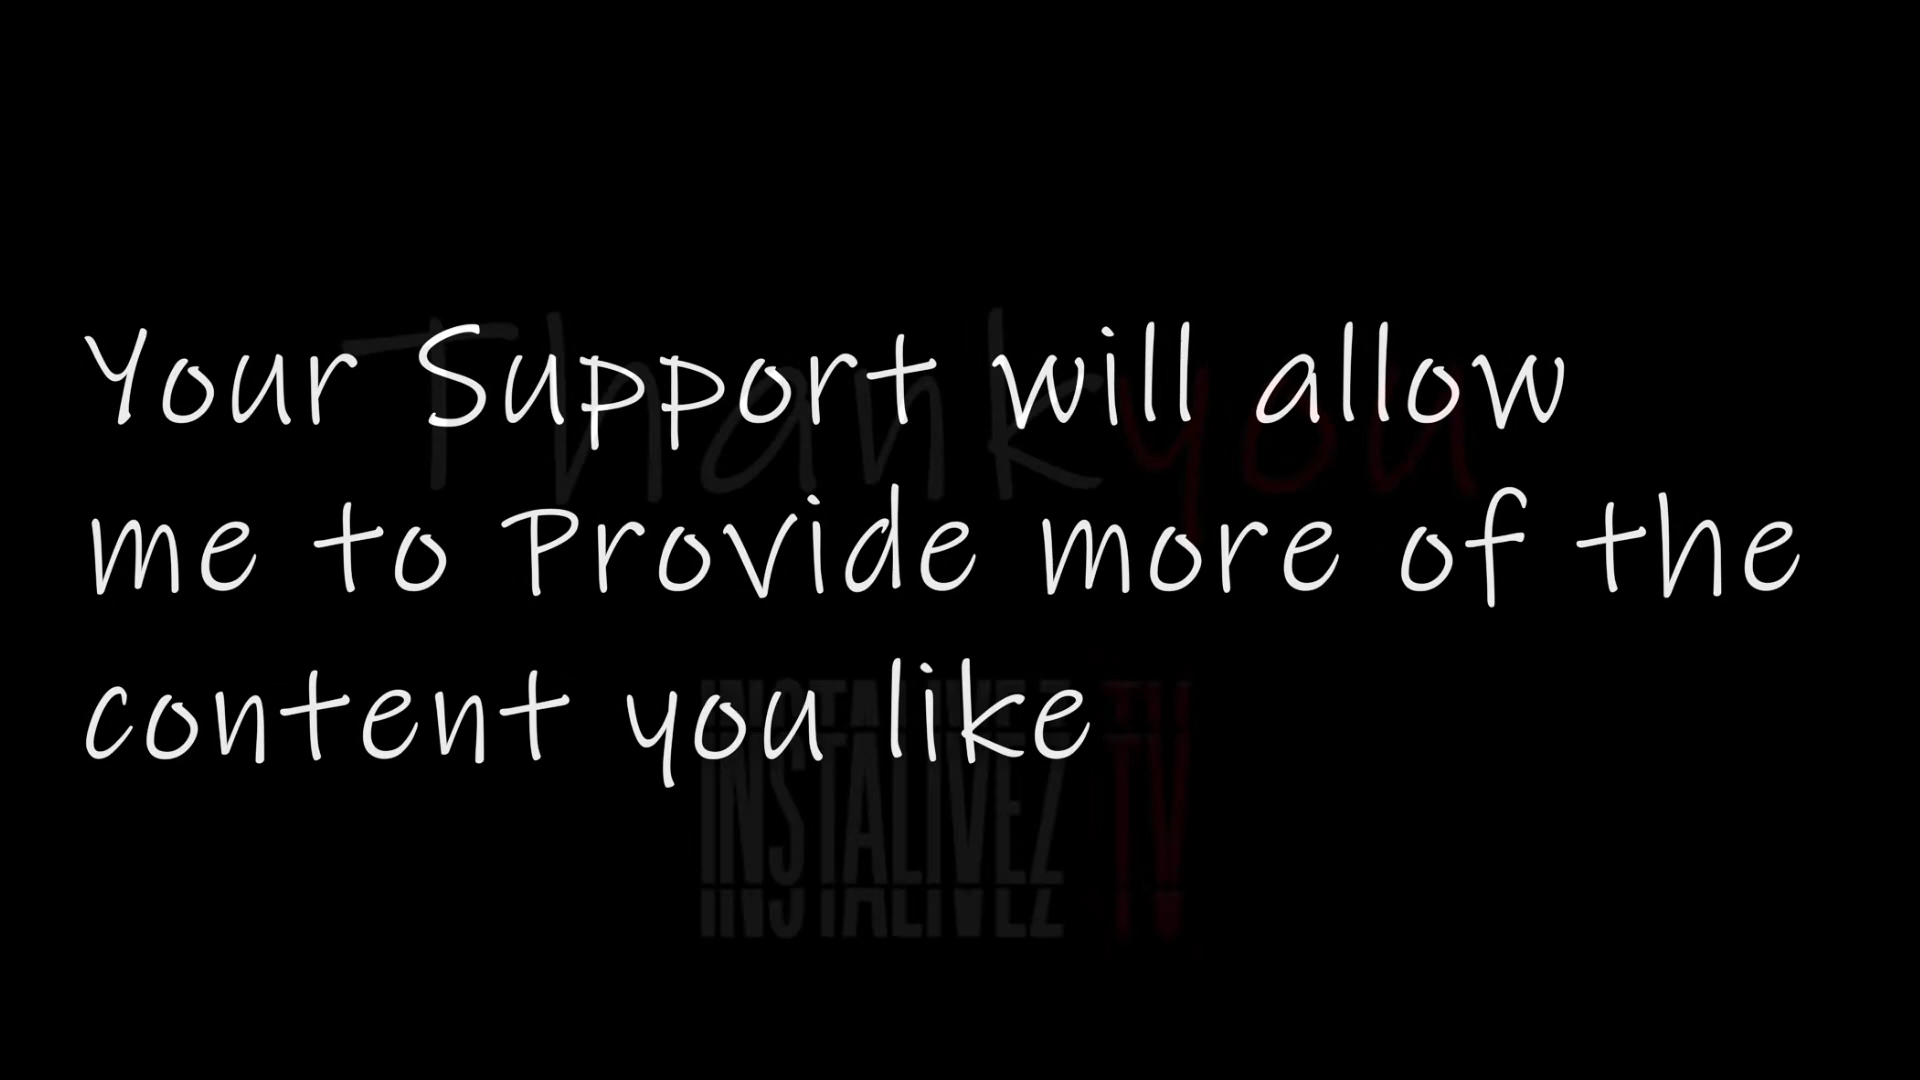 Your Support will allow
me to Provide more of the
content you like
Thank you
INSTALIVEZ TV